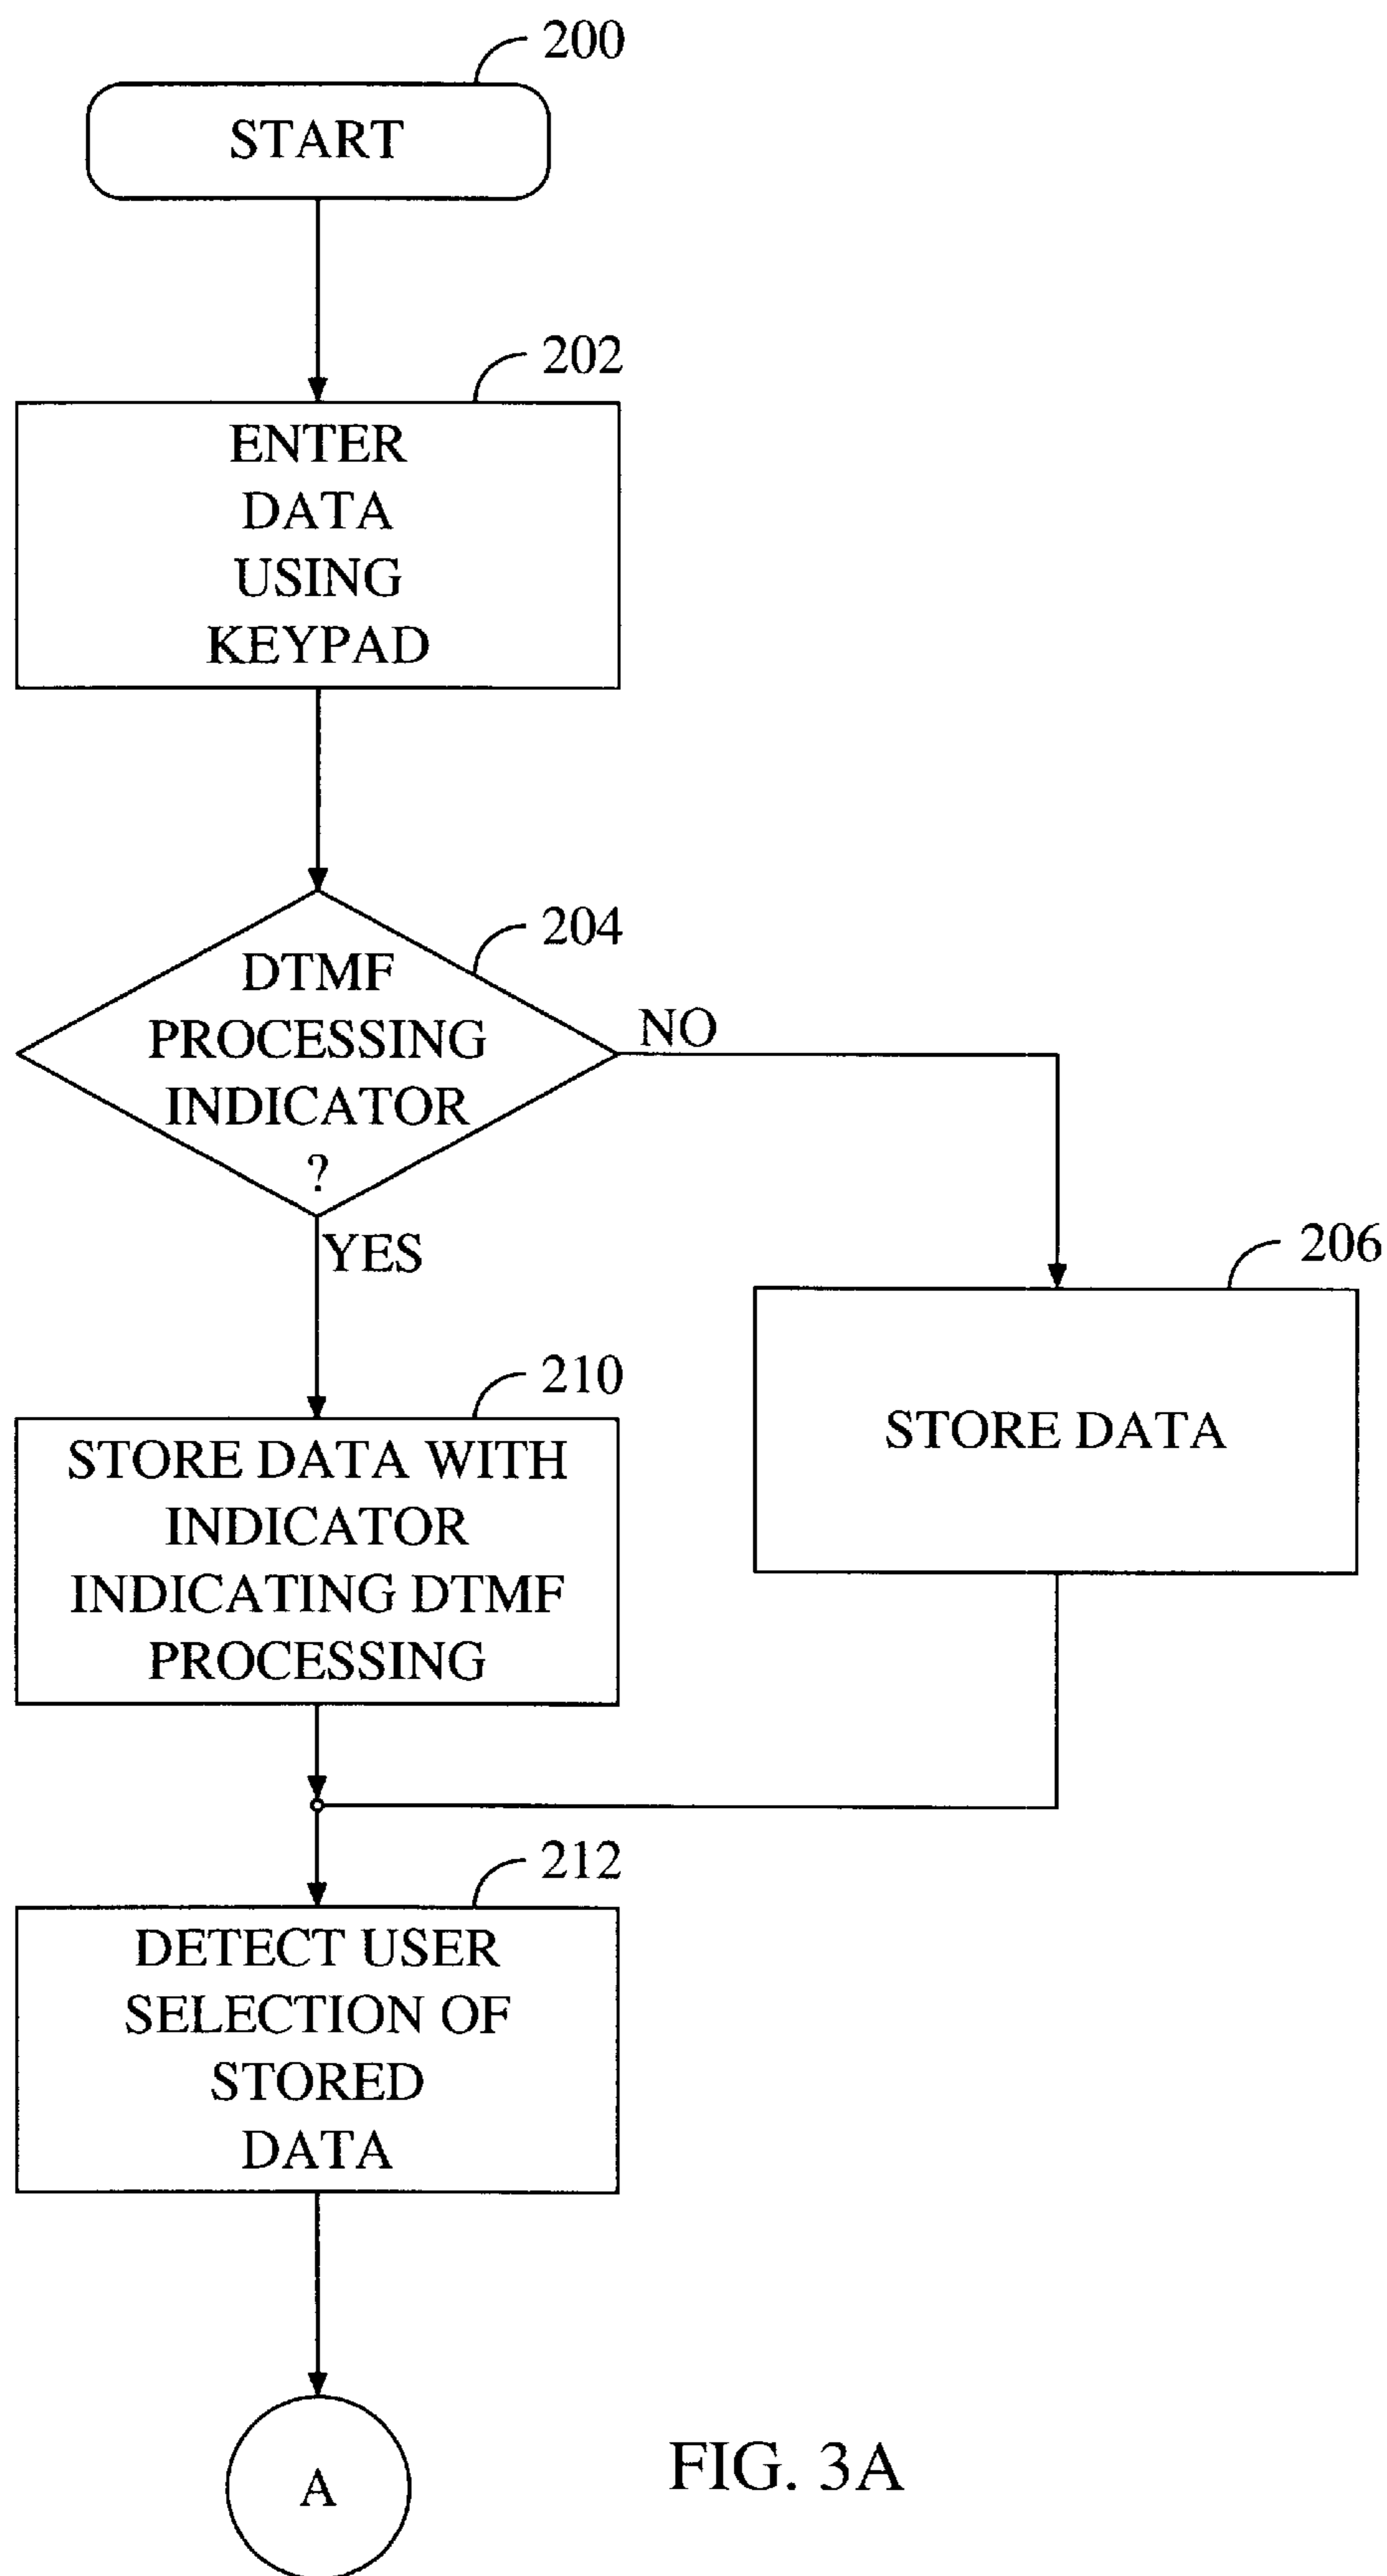 200
START
202
ENTER
DATA
USING
KEYPAD
204
DTMF
PROCESSING
INDICATOR
?
NO
YES
206
STORE DATA
210
STORE DATA WITH
INDICATOR
INDICATING DTMF
PROCESSING
212
DETECT USER
SELECTION OF
STORED
DATA
A
FIG. 3A